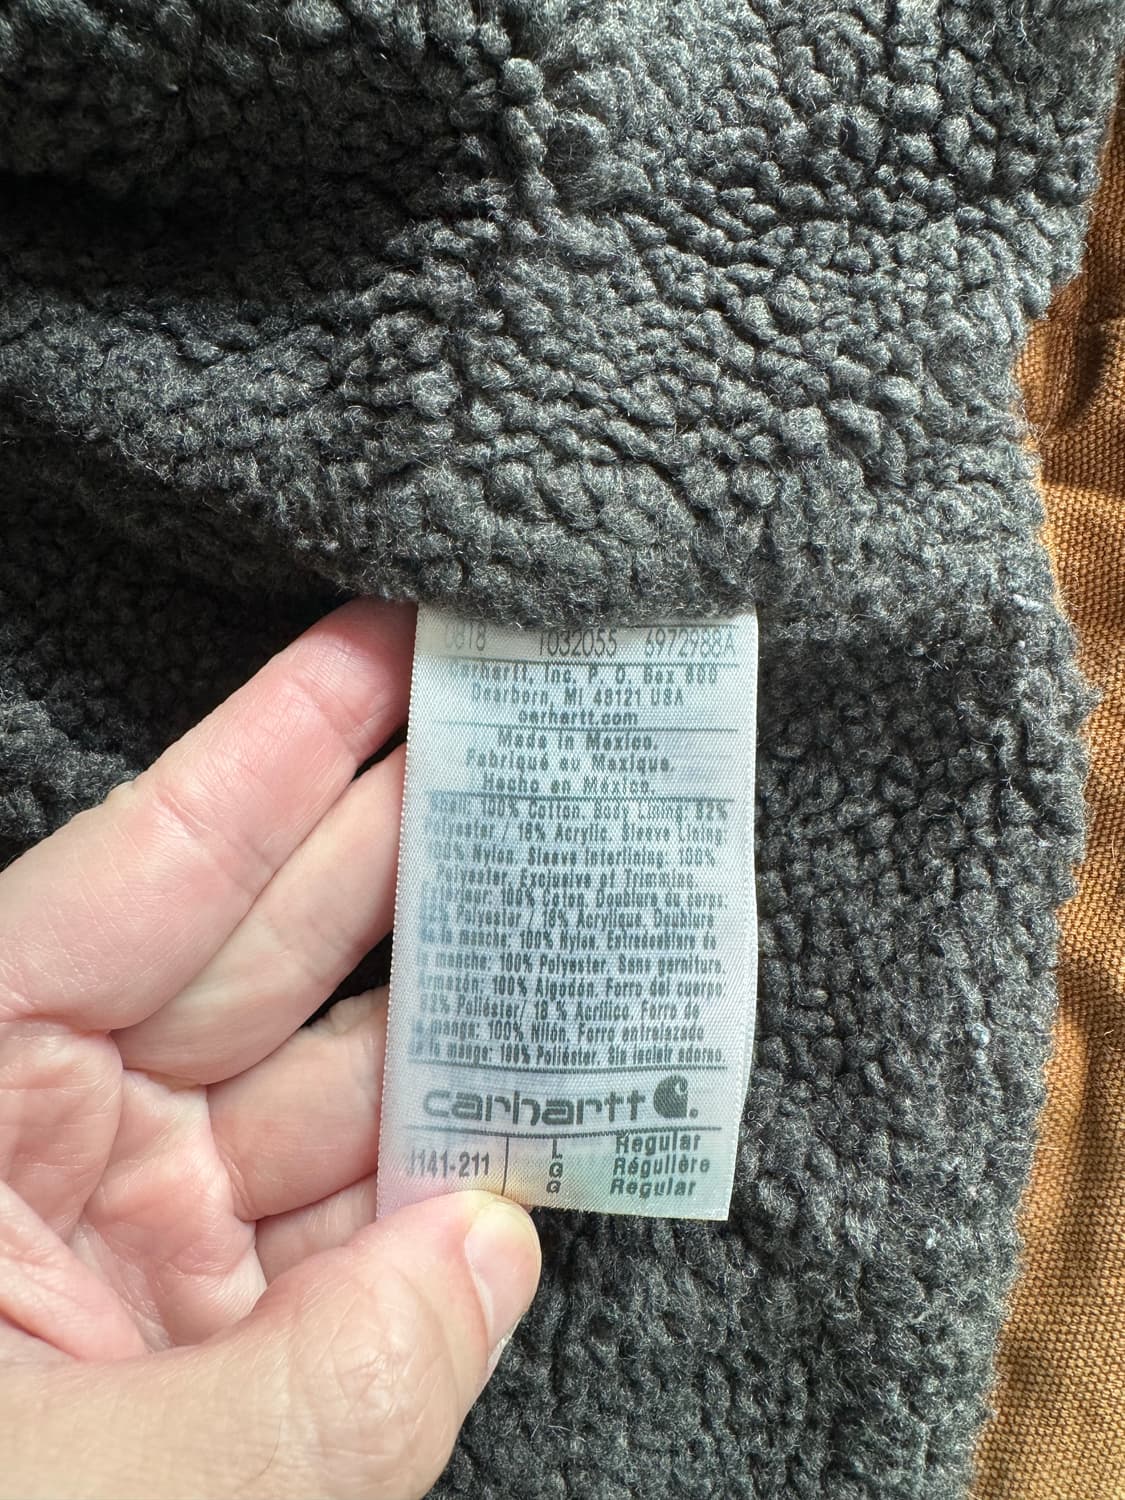 0818 1032055 6972988A
Inc. P. O. Box 600
Dearborn, MI 48121 USA
carhartt.com
Made in Mexico.
Fabriqué au Mexique.
Hecho en México.
Shell: 100% Cotton. Body Lining: 82%
Polyester / 18% Acrylic. Sleeve Lining:
100% Nylon. Sleeve Interlining: 100%
Polyester. Exclusive of Trimming.
Extérieur: 100% Coton. Doublure du corps:
82% Polyester / 18% Acrylique. Doublure
de la manche: 100% Nylon. Entredoublure de
la manche: 100% Polyester. Sans garniture.
Armazón: 100% Algodón. Forro del cuerpo
82% Poliéster/ 18 % Acrílico. Forro de
la manga: 100% Nilón. Forro entrelazado
de la manga: 100% Poliéster. Sin incluir adorno.
carhartt
J141-211
L Regular
G Régulière
G Regular